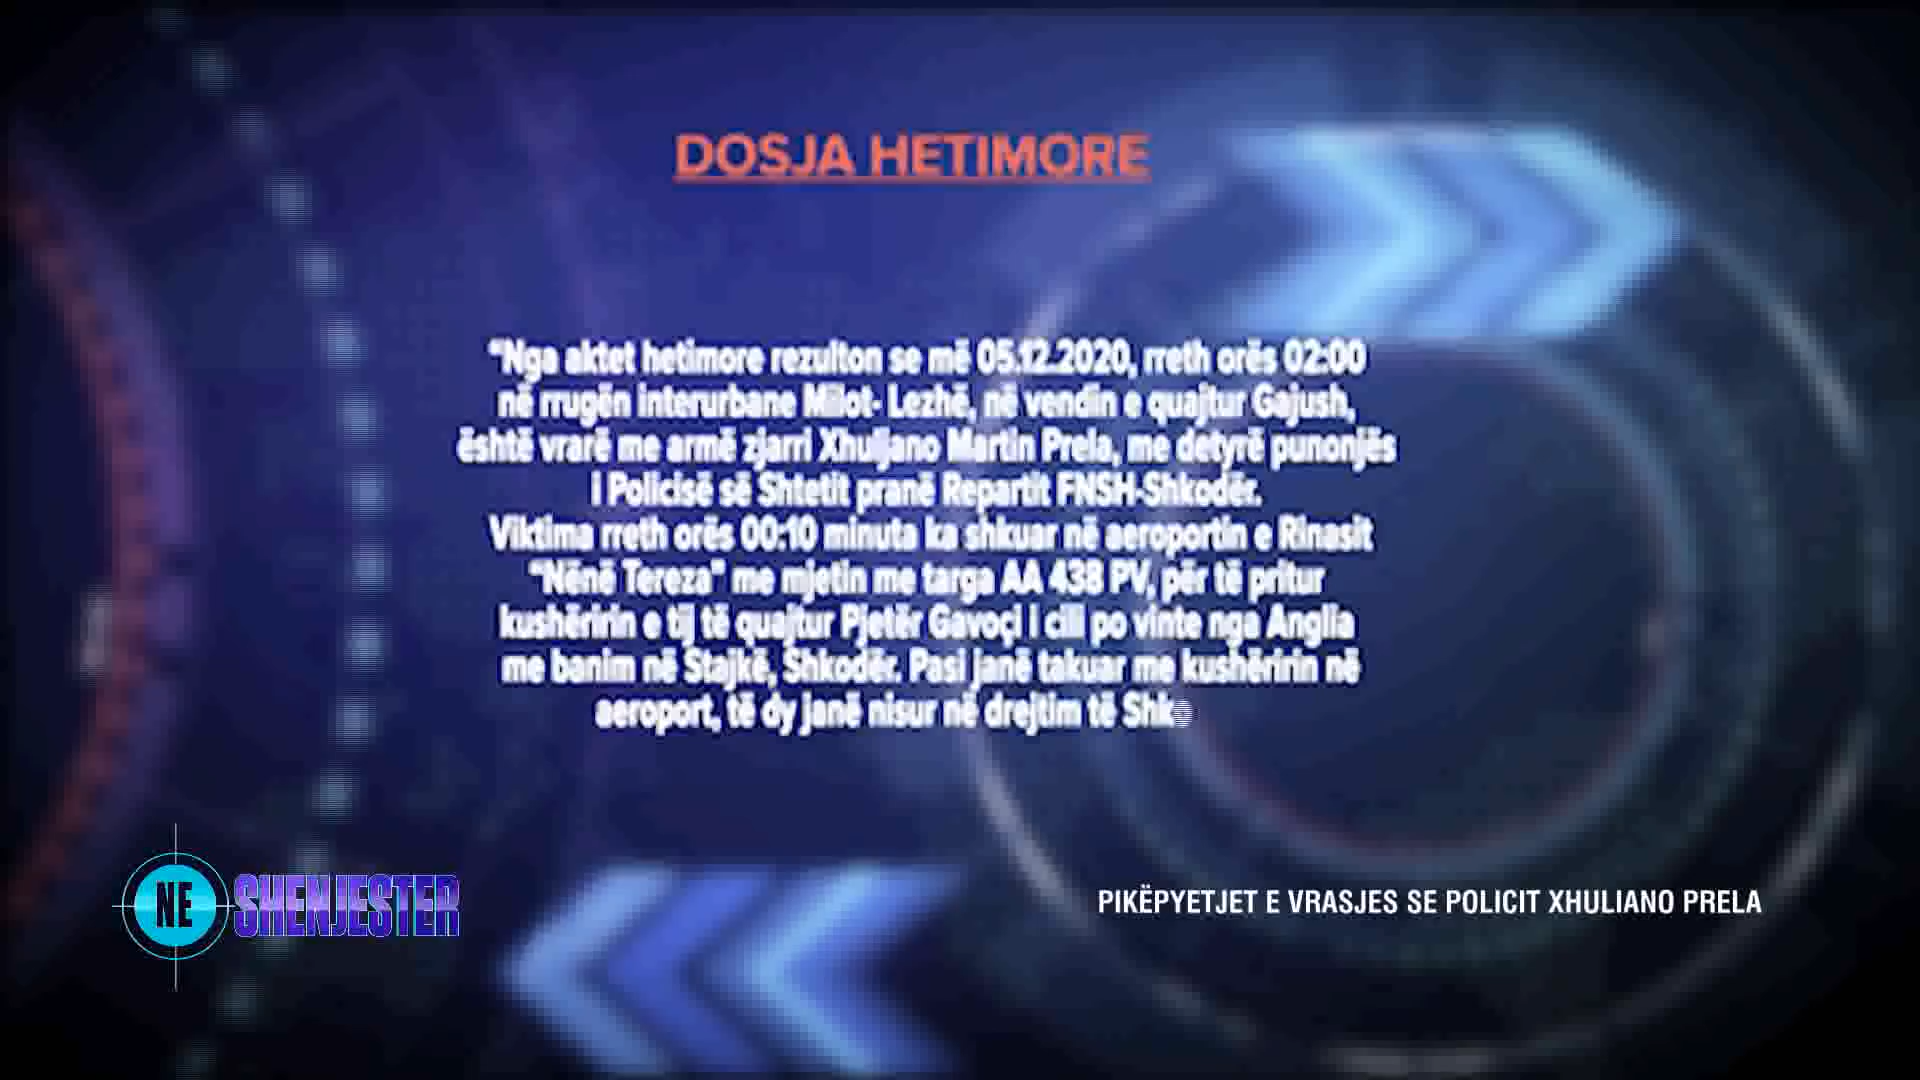 DOSJA HETIMORE
"Nga aktet hetimore rezulton se më 05.12.2020, rreth orës 02:00
në rrugën interurbane Milot- Lezhë, në vendin e quajtur Gajush,
është vrarë me armë zjarri Xhuljano Martin Prela, me detyrë punonjës
i Policisë së Shtetit pranë Repartit FNSH-Shkodër.
Viktima rreth orës 00:10 minuta ka shkuar në aeroportin e Rinasit
"Nënë Tereza" me mjetin me targa AA 438 PV, për të pritur
kushëririn e tij të quajtur Pjetër Gavoçi i cili po vinte nga Anglia
me banim në Stajkë, Shkodër. Pasi janë takuar me kushëririn në
aeroport, të dy janë nisur në drejtim të Shko
NE SHENJESTER
PIKËPYETJET E VRASJES SE POLICIT XHULIANO PRELA